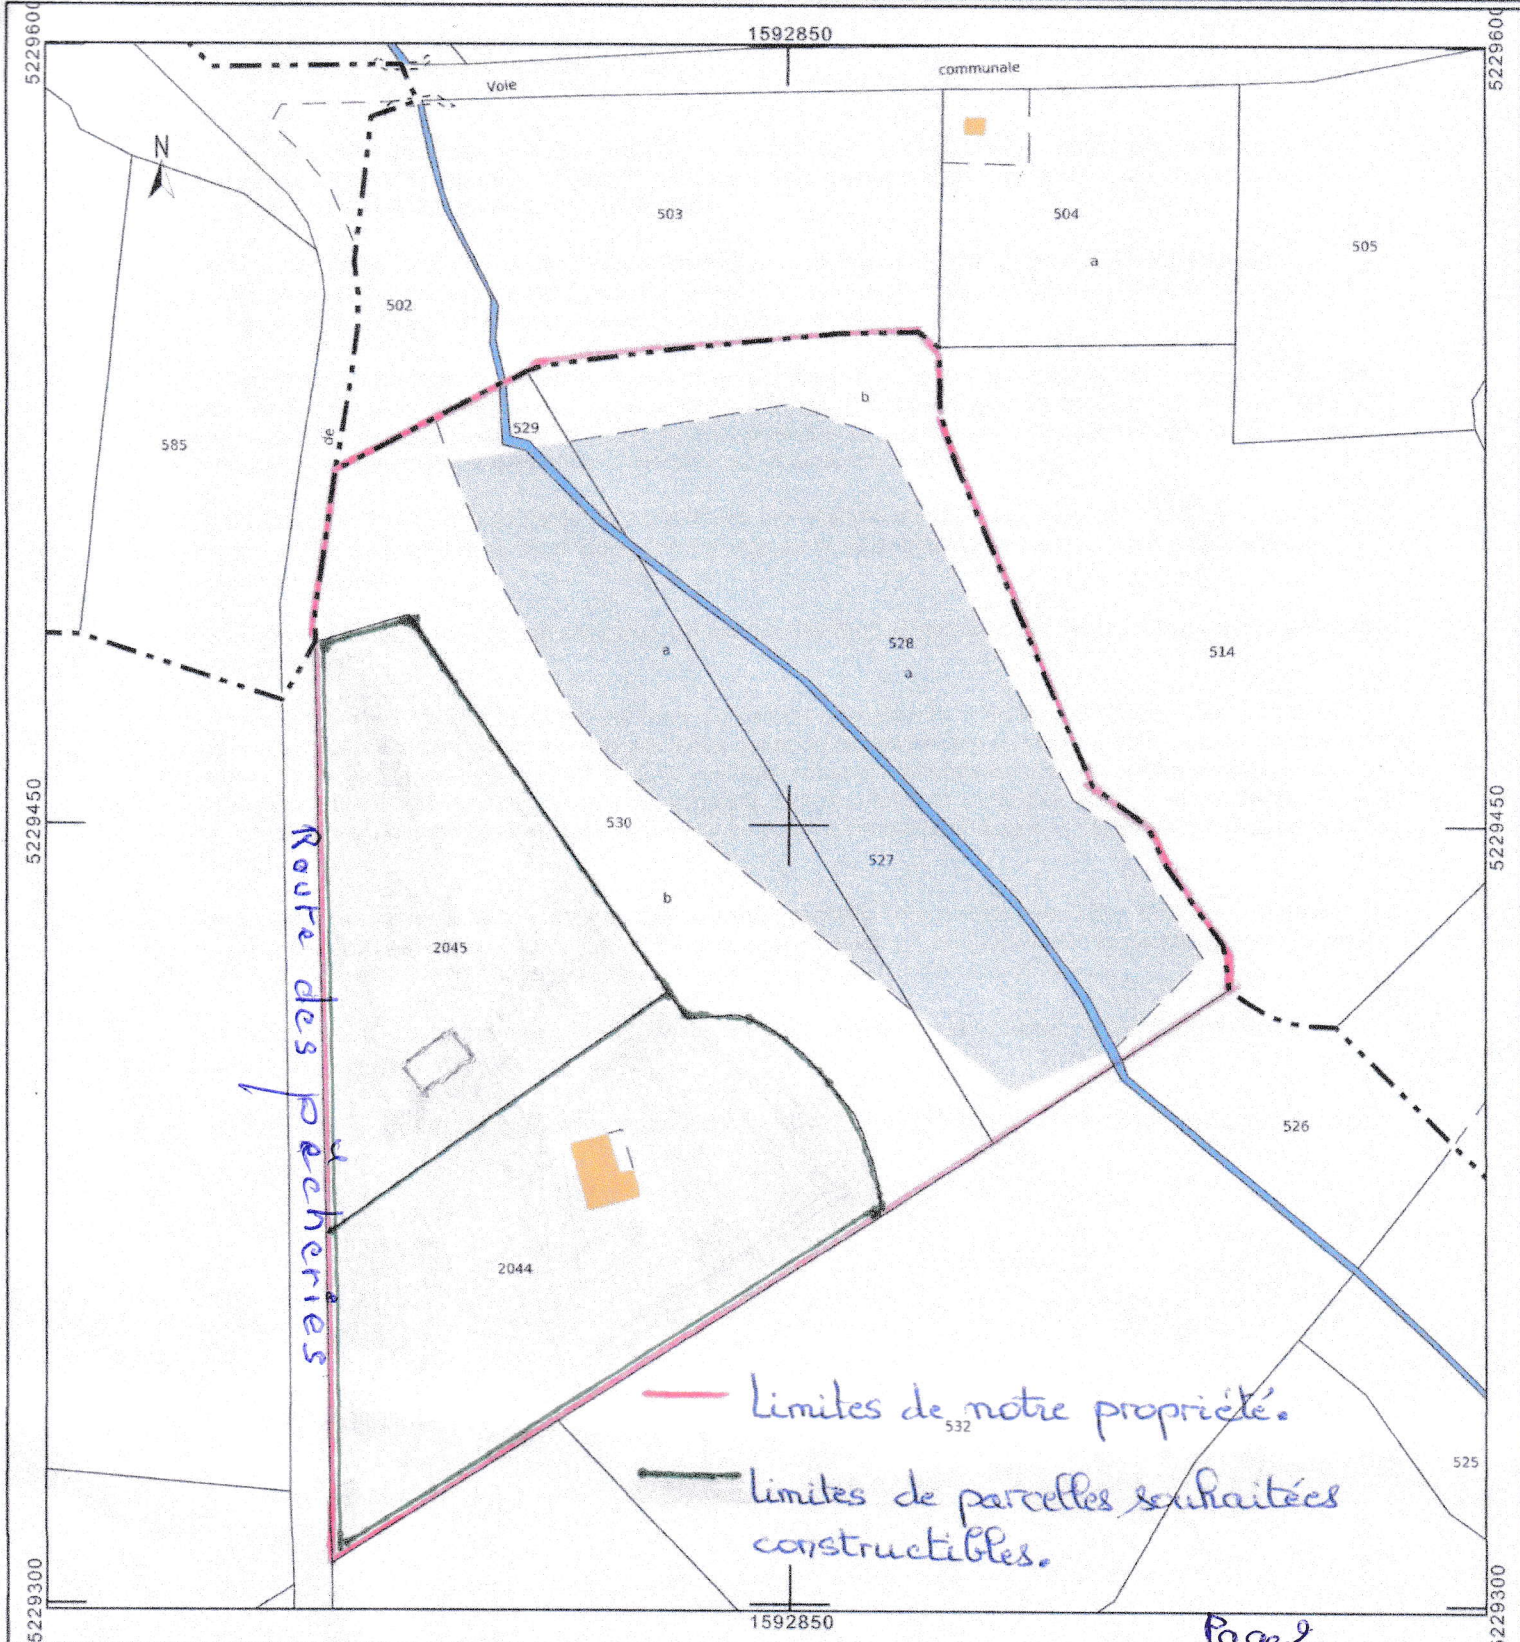 1592850
5229600
5229600
Voie
communale
N
503
504
505
a
502
b
de
585
529
a
528
a
514
5229450
5229450
530
527
b
2045
Route des pêcheries
526
2044
Limites de notre propriété.
532
525
limites de parcelles souhaitées
constructibles.
5229300
5229300
1592850